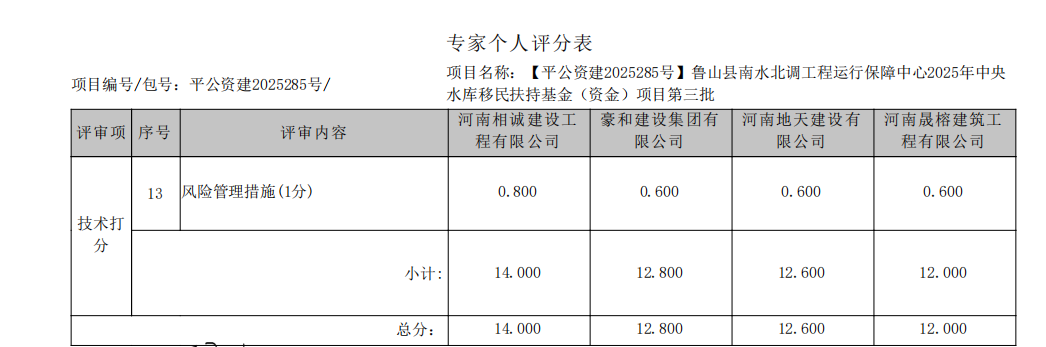 专家个人评分表
项目编号/包号: 平公资建2025285号/
项目名称: 【平公资建2025285号】鲁山县南水北调工程运行保障中心2025年中央
水库移民扶持基金（资金）项目第三批
评审项 序号 评审内容 河南相诚建设工 豪和建设集团有 河南地天建设有 河南晟榕建筑工
程有限公司 限公司 限公司 程有限公司
13 风险管理措施(1分) 0.800 0.600 0.600 0.600
技术打
分
小计: 14.000 12.800 12.600 12.000
总分: 14.000 12.800 12.600 12.000